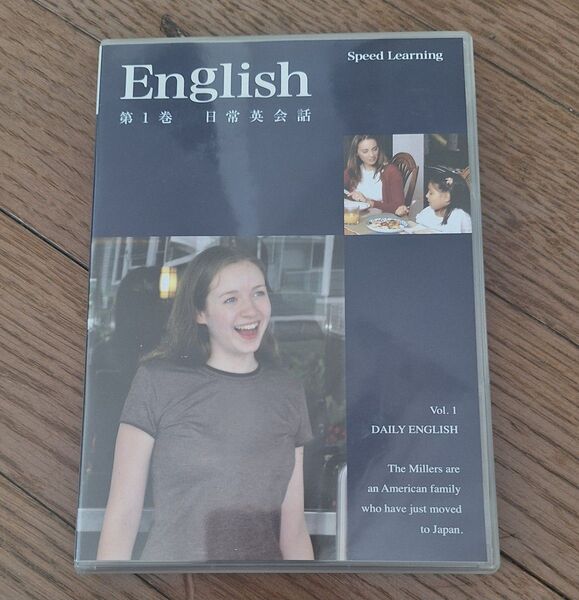 Speed Learning
English
第1巻 日常英会話
Vol. 1
DAILY ENGLISH
The Millers are
an American family
who have just moved
to Japan.